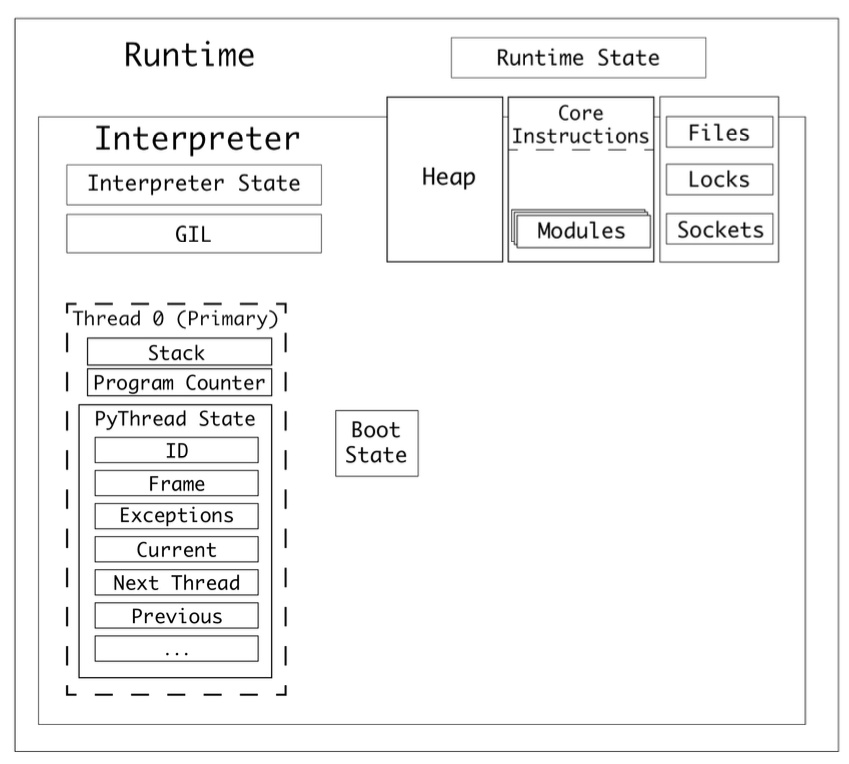 Runtime
Runtime State
Interpreter
Interpreter State
GIL
Heap
Core
Instructions
Modules
Files
Locks
Sockets
Thread 0 (Primary)
Stack
Program Counter
PyThread State
ID
Frame
Exceptions
Current
Next Thread
Previous
...
Boot
State